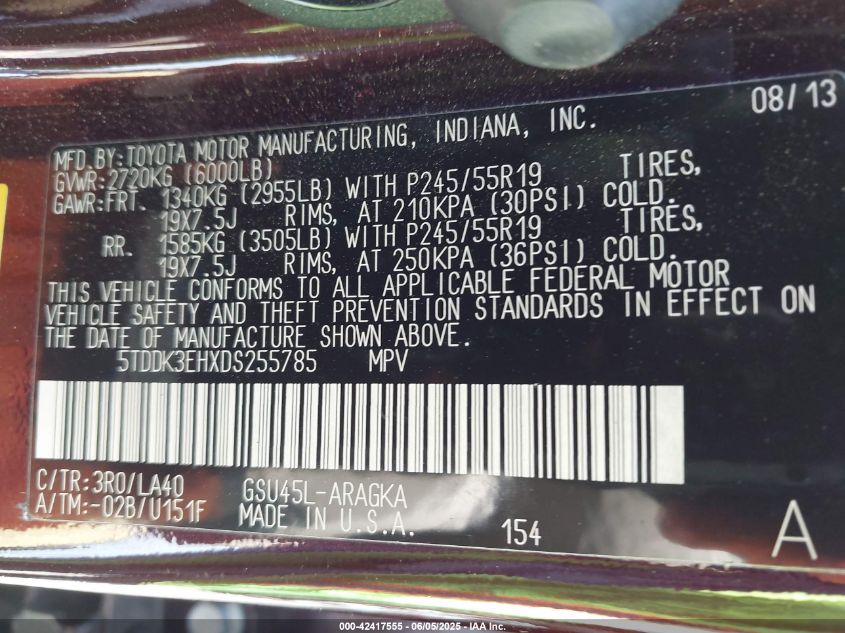 08/13
MFD.BY:TOYOTA MOTOR MANUFACTURING, INDIANA, INC.
GVWR:2720KG (6000LB)
GAWR:FRT. 1340KG (2955LB) WITH P245/55R19 TIRES,
19X7.5J RIMS, AT 210KPA (30PSI) COLD.
RR. 1585KG (3505LB) WITH P245/55R19 TIRES,
19X7.5J RIMS, AT 250KPA (36PSI) COLD.
THIS VEHICLE CONFORMS TO ALL APPLICABLE FEDERAL MOTOR
VEHICLE SAFETY AND THEFT PREVENTION STANDARDS IN EFFECT ON
THE DATE OF MANUFACTURE SHOWN ABOVE.
5TDDK3EHXDS255785 MPV
C/TR:3R0/LA40 GSU45L-ARAGKA
A/TM:-02B/U151F MADE IN U.S.A.
154 A
000-42417555 - 06/05/2025 - IAA Inc.